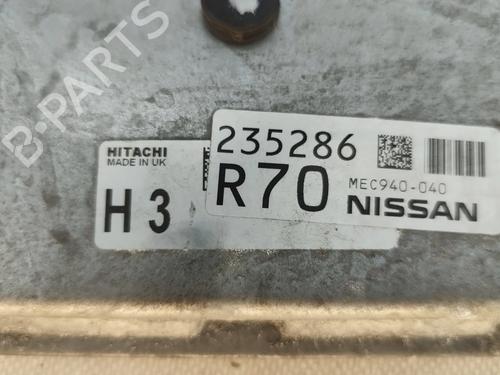 B-PARTS
HITACHI
MADE IN UK
H 3
235286
R70
MEC940-040
NISSAN